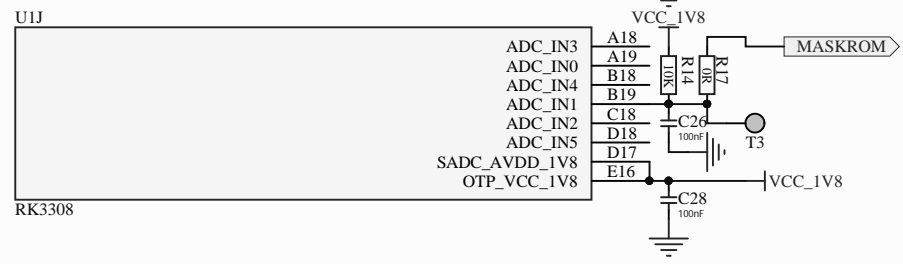 U1J
VCC_1V8
ADC_IN3 A18
ADC_IN0 A19
ADC_IN4 B18
ADC_IN1 B19
ADC_IN2 C18
ADC_IN5 D18
SADC_AVDD_1V8 D17
OTP_VCC_1V8 E16
R14
10K
R17
0R
MASKROM
C26
100nF
T3
VCC_1V8
C28
100nF
RK3308